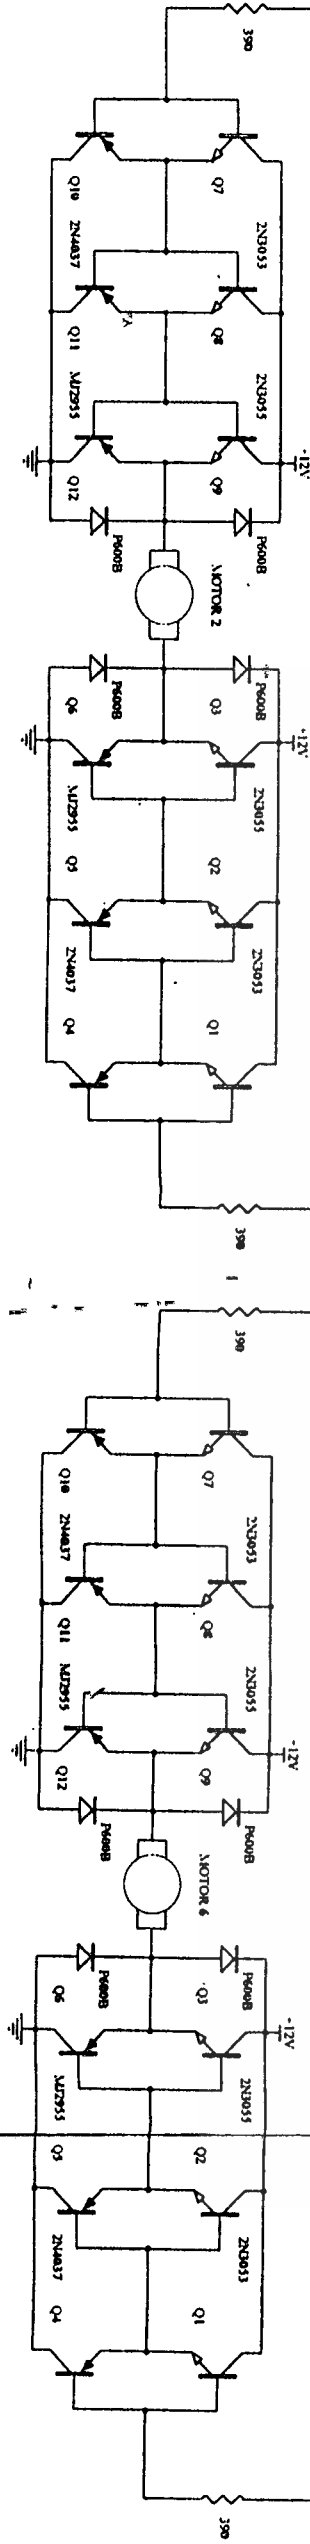 390
Q10
Q7
2N4037
2N3053
Q11
Q8
MJ2955
2N3055
Q12
Q9
-12V
P600B
P600B
MOTOR 2
P600B
P600B
Q6
Q3
+12V
MJ2955
2N3055
Q5
Q2
2N4037
2N3053
Q4
Q1
390
390
Q10
Q7
2N4037
2N3053
Q11
Q8
MJ2955
2N3055
Q12
Q9
-12V
P600B
P600B
MOTOR 6
P600B
P600B
Q6
Q3
-12V
MJ2955
2N3055
Q5
Q2
2N4037
2N3053
Q4
Q1
390